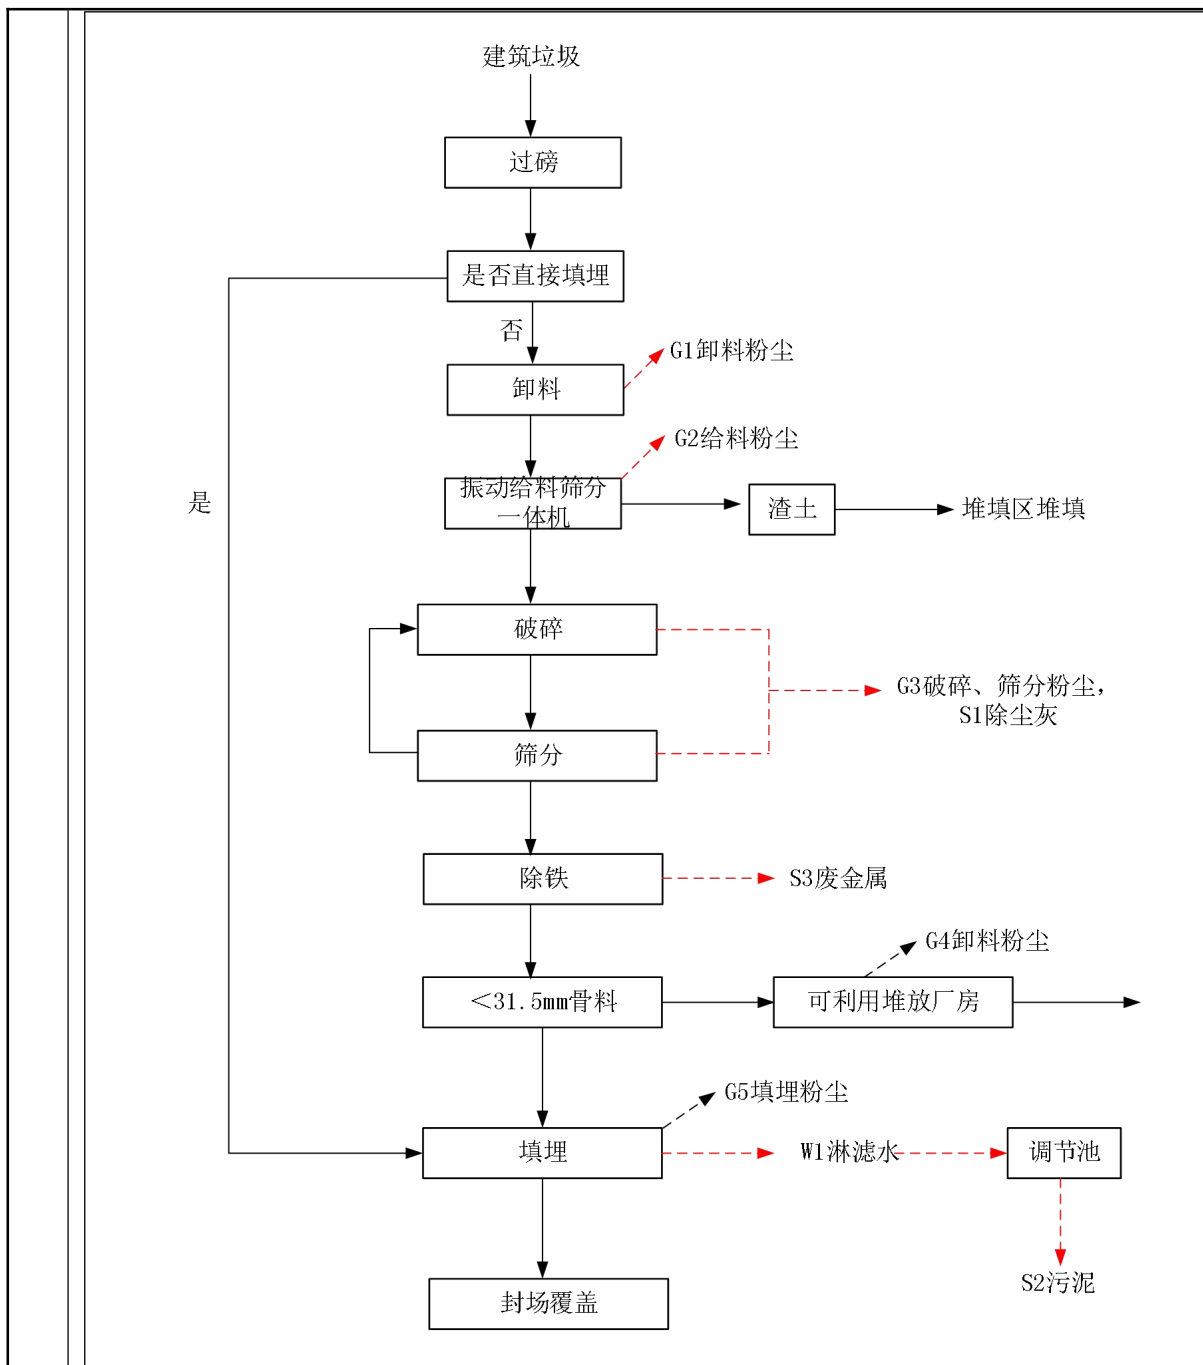 建筑垃圾
过磅
是否直接填埋
否
G1卸料粉尘
卸料
G2给料粉尘
是
振动给料筛分
一体机
渣土
堆填区堆填
破碎
G3破碎、筛分粉尘，
S1除尘灰
筛分
除铁
S3废金属
G4卸料粉尘
＜31.5mm骨料
可利用堆放厂房
G5填埋粉尘
填埋
W1淋滤水
调节池
S2污泥
封场覆盖